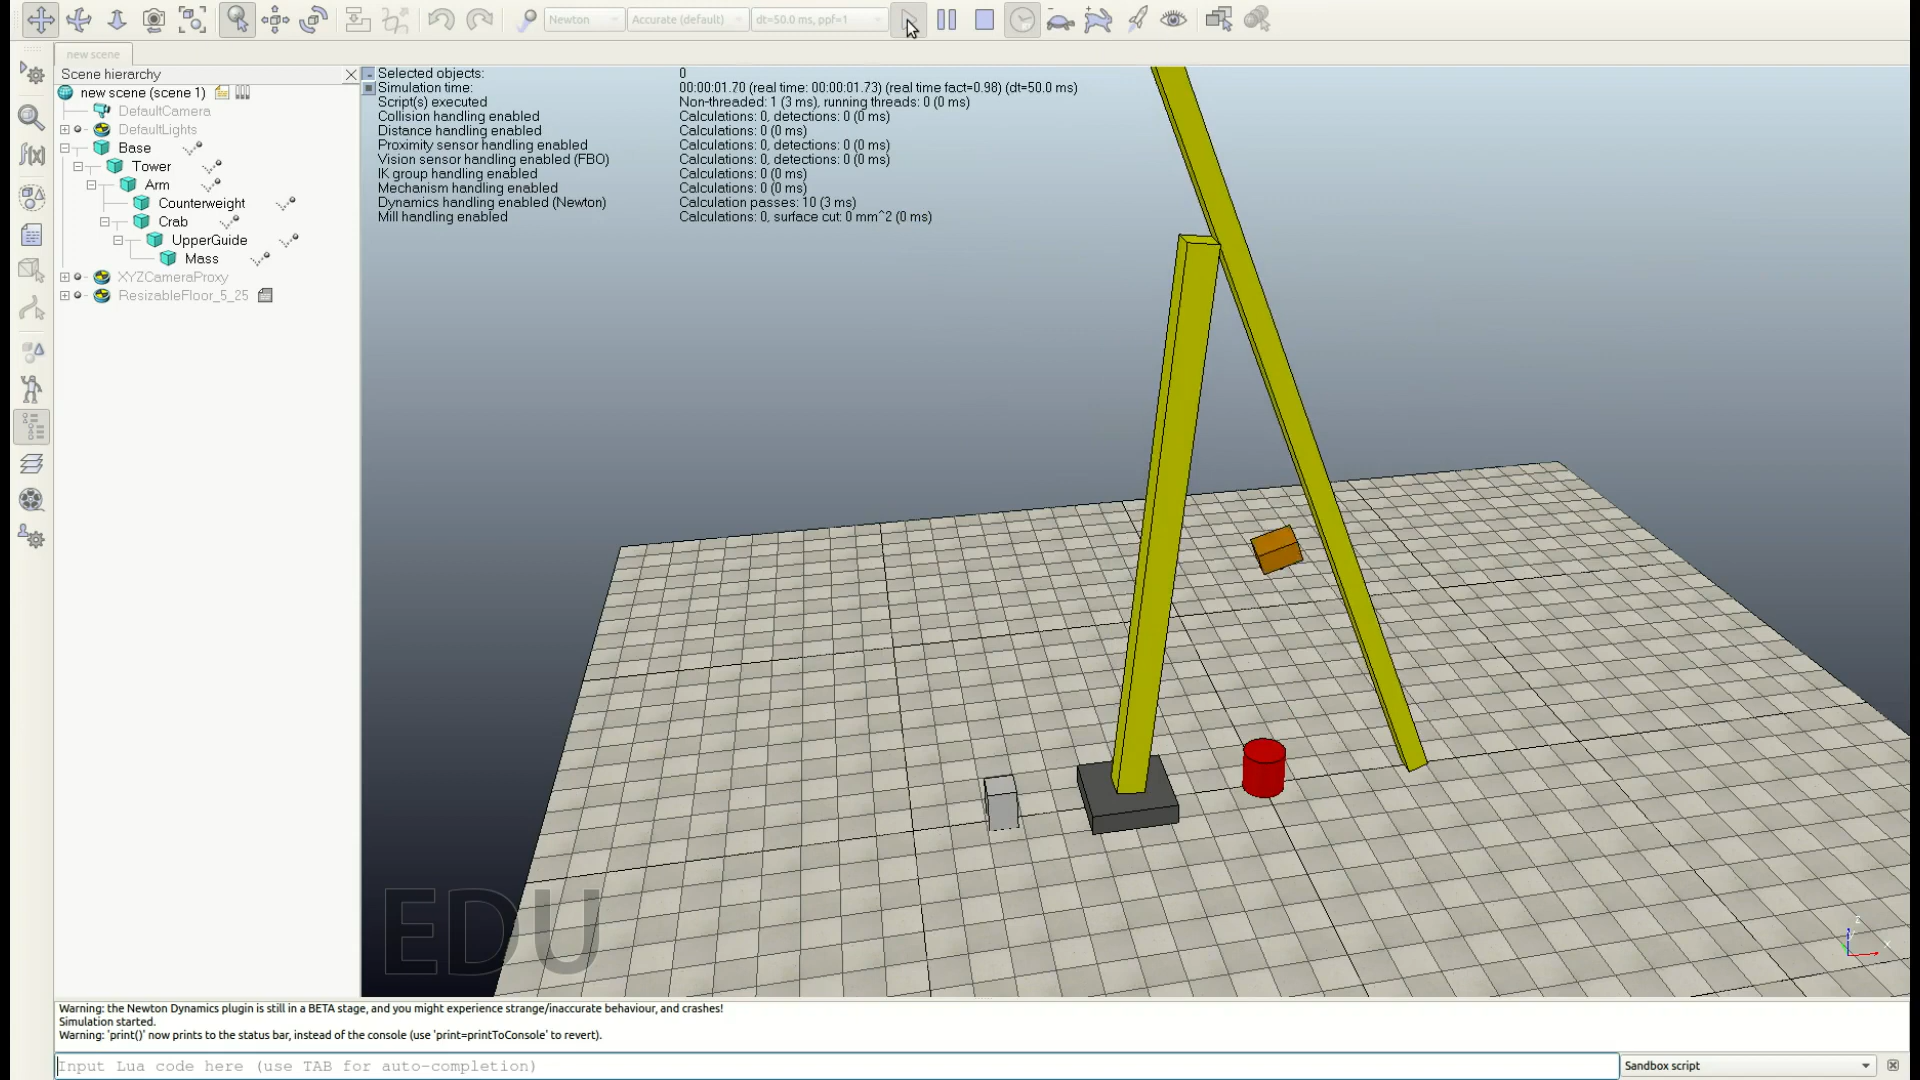 Newton
Accurate (default)
dt=50.0 ms, ppf=1
new scene
Scene hierarchy
new scene (scene 1)
DefaultCamera
DefaultLights
Base
Tower
Arm
Counterweight
Crab
UpperGuide
Mass
XYZCameraProxy
ResizableFloor_5_25
Selected objects: 0
Simulation time: 00:00:01.70 (real time: 00:00:01.73) (real time fact=0.98) (dt=50.0 ms)
Script(s) executed Non-threaded: 1 (3 ms), running threads: 0 (0 ms)
Collision handling enabled Calculations: 0, detections: 0 (0 ms)
Distance handling enabled Calculations: 0 (0 ms)
Proximity sensor handling enabled Calculations: 0, detections: 0 (0 ms)
Vision sensor handling enabled (FBO) Calculations: 0, detections: 0 (0 ms)
IK group handling enabled Calculations: 0 (0 ms)
Mechanism handling enabled Calculations: 0 (0 ms)
Dynamics handling enabled (Newton) Calculation passes: 10 (3 ms)
Mill handling enabled Calculations: 0, surface cut: 0 mm^2 (0 ms)
EDU
Warning: the Newton Dynamics plugin is still in a BETA stage, and you might experience strange/inaccurate behaviour, and crashes!
Simulation started.
Warning: 'print()' now prints to the status bar, instead of the console (use 'print=printToConsole' to revert).
Input Lua code here (use TAB for auto-completion)
Sandbox script